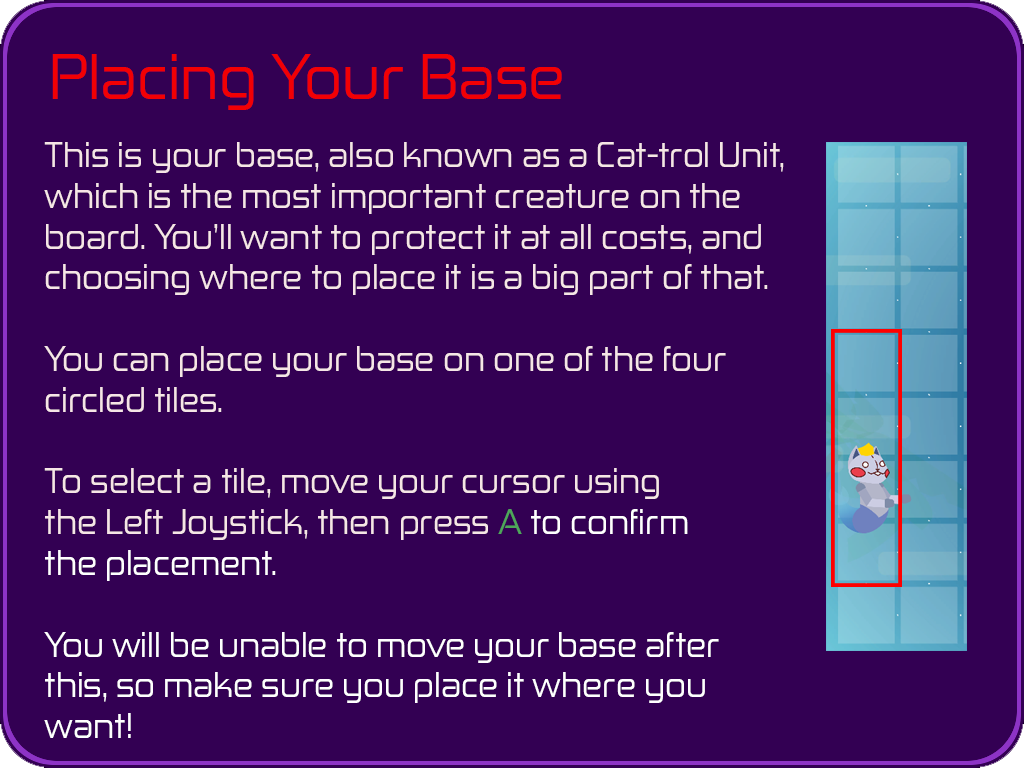 Placing Your Base
This is your base, also known as a Cat-trol Unit,
which is the most important creature on the
board. You'll want to protect it at all costs, and
choosing where to place it is a big part of that.
You can place your base on one of the four
circled tiles.
To select a tile, move your cursor using
the Left Joystick, then press A to confirm
the placement.
You will be unable to move your base after
this, so make sure you place it where you
want!